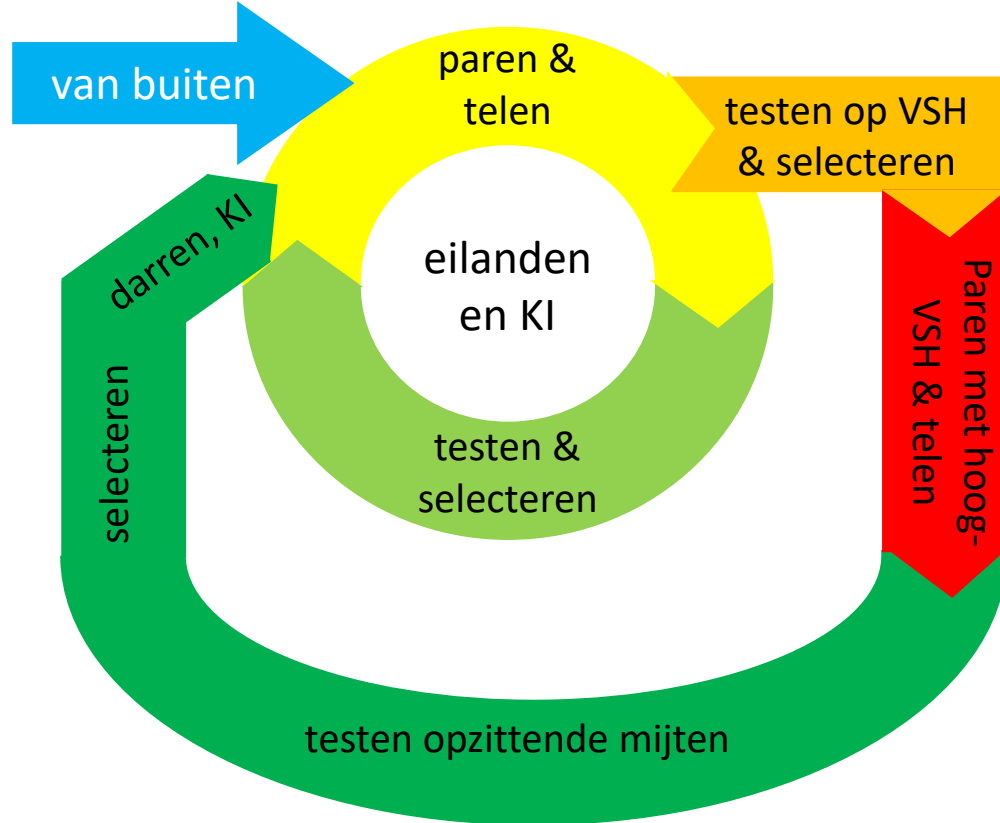 van buiten
paren &
telen
testen op VSH
& selecteren
darren, KI
eilanden
en KI
Paren met hoog-
VSH & telen
selecteren
testen &
selecteren
testen opzittende mijten